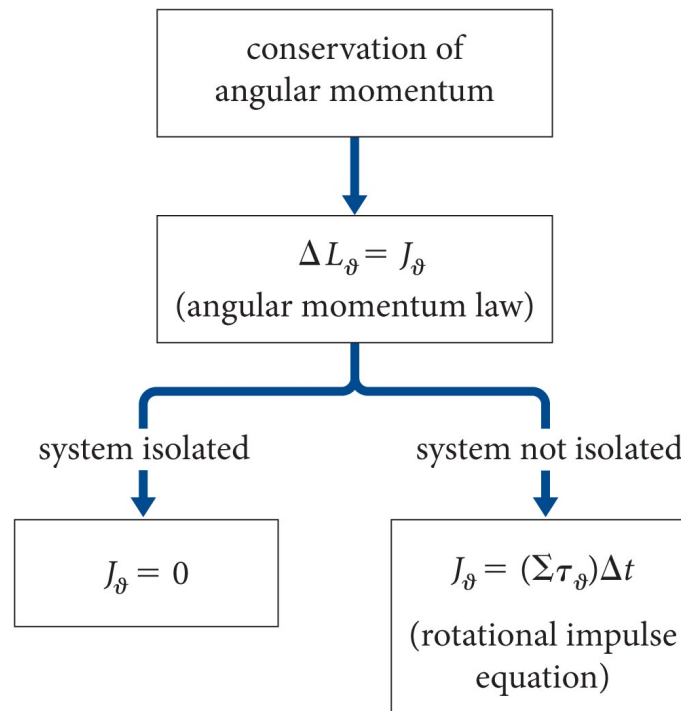 conservation of
angular momentum
ΔL_ϑ = J_ϑ
(angular momentum law)
system isolated
system not isolated
J_ϑ = 0
J_ϑ = (Στ_ϑ)Δt
(rotational impulse
equation)